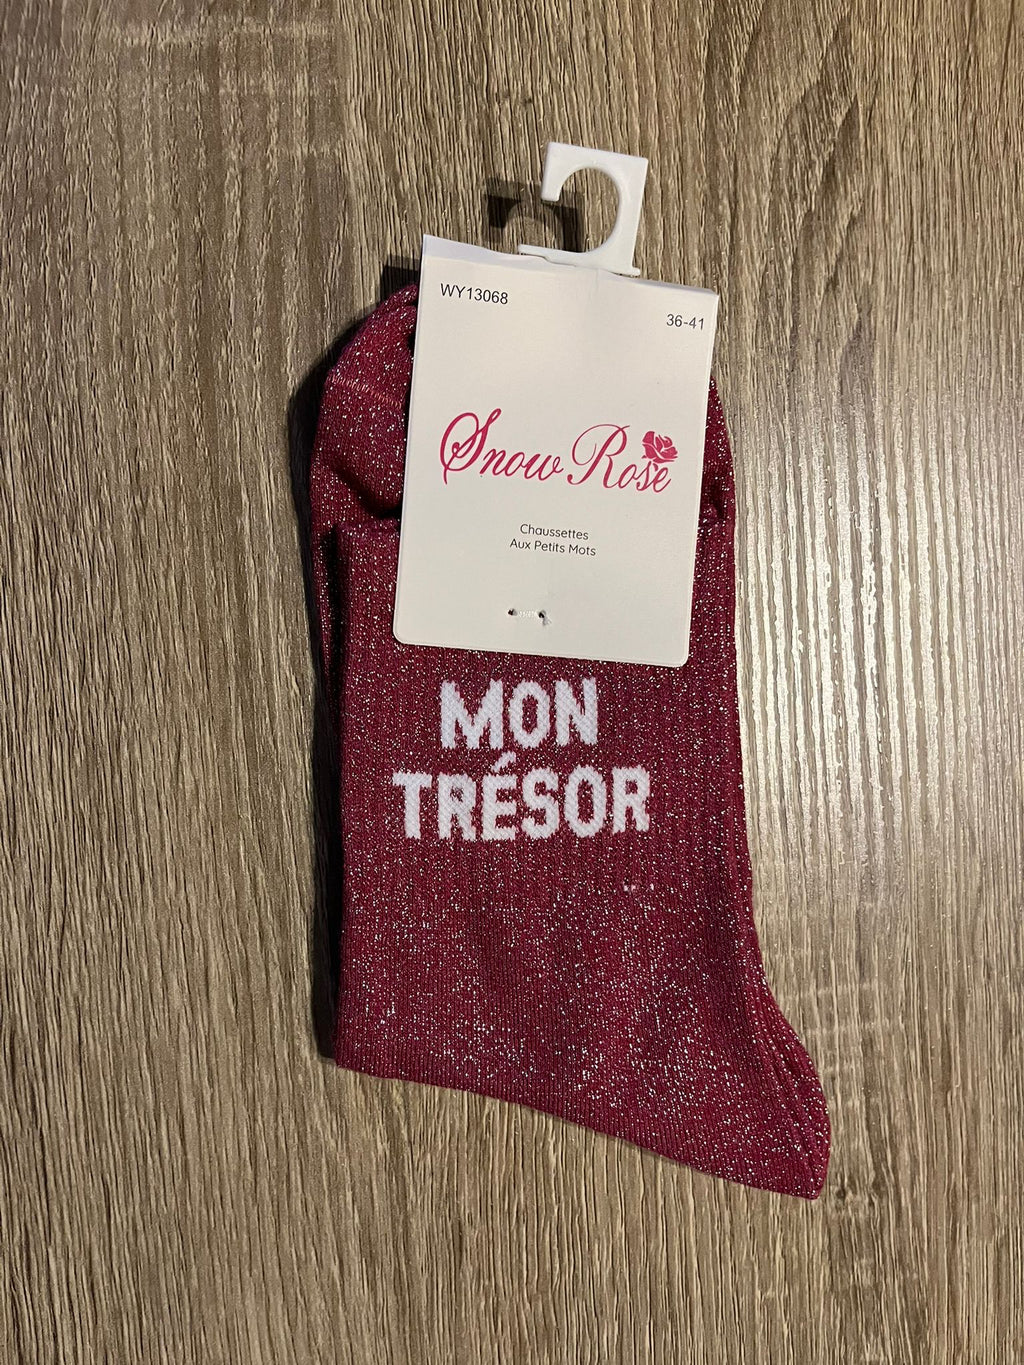 WY13068
36-41
Snow Rose
Chaussettes
Aux Petits Mots
MON
TRÉSOR